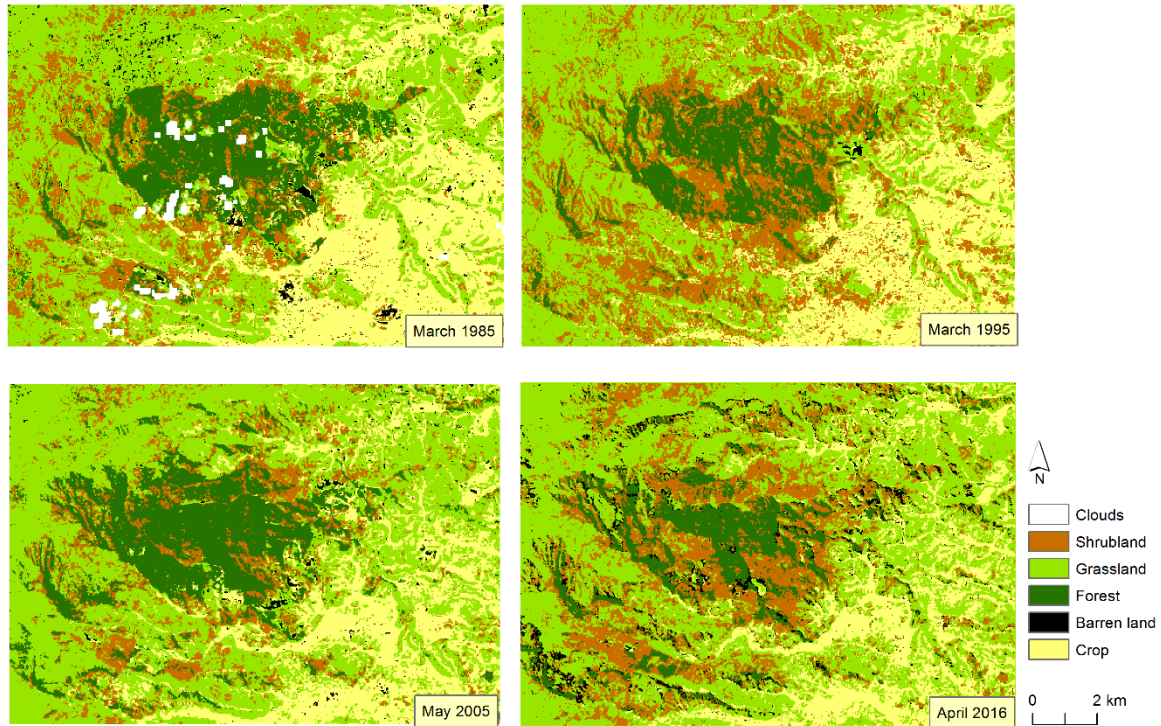 March 1985
March 1995
May 2005
April 2016
N
Clouds
Shrubland
Grassland
Forest
Barren land
Crop
0 2 km